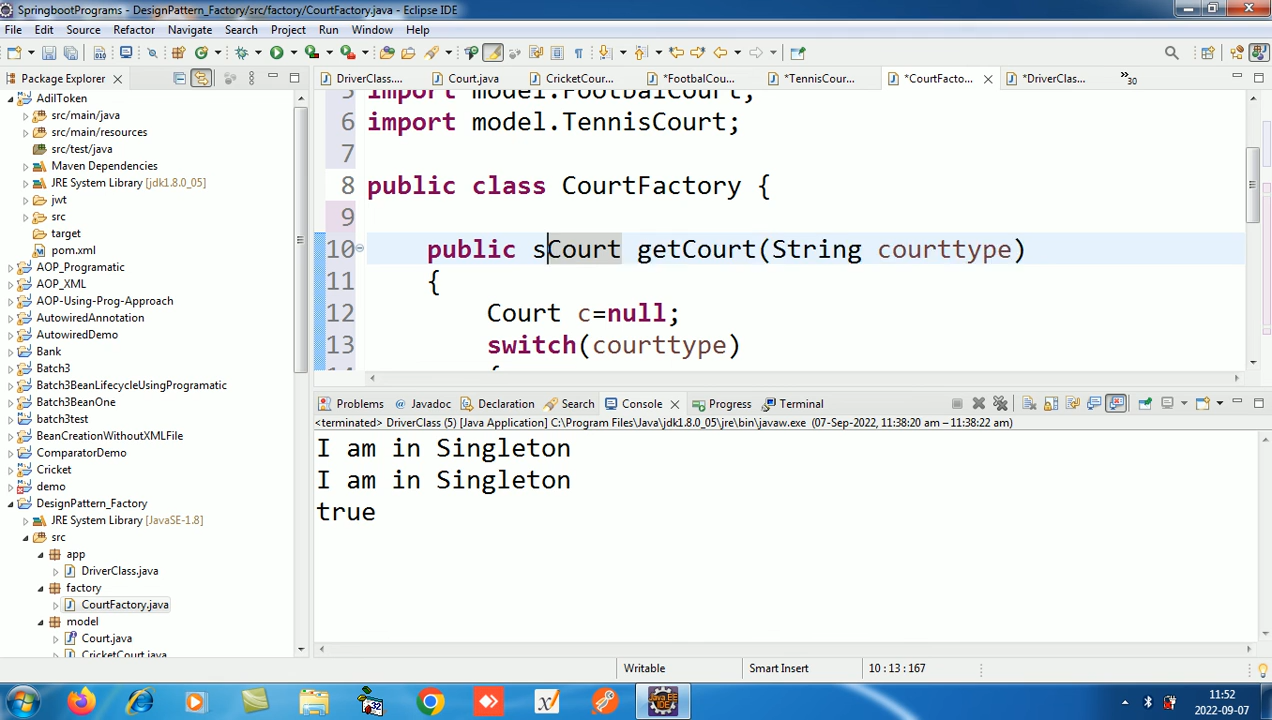 SpringbootPrograms - DesignPattern_Factory/src/factory/CourtFactory.java - Eclipse IDE
File Edit Source Refactor Navigate Search Project Run Window Help
Package Explorer
AdilToken
src/main/java
src/main/resources
src/test/java
Maven Dependencies
JRE System Library [jdk1.8.0_05]
jwt
src
target
pom.xml
AOP_Programatic
AOP_XML
AOP-Using-Prog-Approach
AutowiredAnnotation
AutowiredDemo
Bank
Batch3
Batch3BeanLifecycleUsingProgramatic
Batch3BeanOne
batch3test
BeanCreationWithoutXMLFile
ComparatorDemo
Cricket
demo
DesignPattern_Factory
JRE System Library [JavaSE-1.8]
src
app
DriverClass.java
factory
CourtFactory.java
model
Court.java
CricketCourt.java
DriverClass.... Court.java CricketCour... *FootbalCou... *TennisCour... *CourtFacto... *DriverClas... »30
5 import model.FootbalCourt;
6 import model.TennisCourt;
7
8 public class CourtFactory {
9
10 public sCourt getCourt(String courttype)
11 {
12 Court c=null;
13 switch(courttype)
Problems Javadoc Declaration Search Console Progress Terminal
<terminated> DriverClass (5) [Java Application] C:\Program Files\Java\jdk1.8.0_05\jre\bin\javaw.exe (07-Sep-2022, 11:38:20 am – 11:38:22 am)
I am in Singleton
I am in Singleton
true
Writable Smart Insert 10 : 13 : 167
Java EE IDE
11:52
2022-09-07